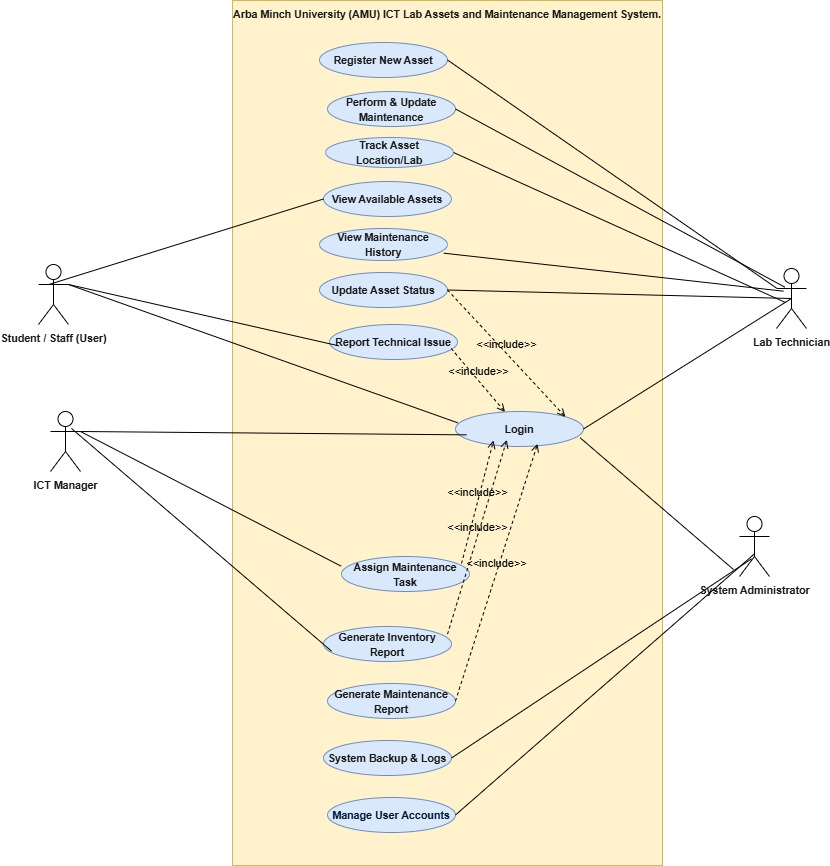 Arba Minch University (AMU) ICT Lab Assets and Maintenance Management System.
Register New Asset
Perform & Update
Maintenance
Track Asset
Location/Lab
View Available Assets
View Maintenance
History
Update Asset Status
Student / Staff (User)
Lab Technician
Report Technical Issue
<<include>>
<<include>>
Login
ICT Manager
<<include>>
<<include>>
<<include>>
Assign Maintenance
Task
System Administrator
Generate Inventory
Report
Generate Maintenance
Report
System Backup & Logs
Manage User Accounts